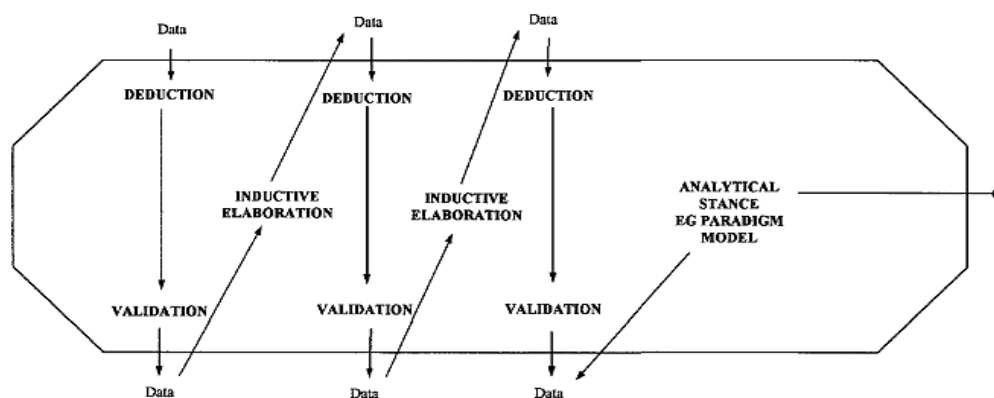 Data
Data
Data
DEDUCTION
DEDUCTION
DEDUCTION
INDUCTIVE
ELABORATION
INDUCTIVE
ELABORATION
ANALYTICAL
STANCE
EG PARADIGM
MODEL
VALIDATION
VALIDATION
VALIDATION
Data
Data
Data